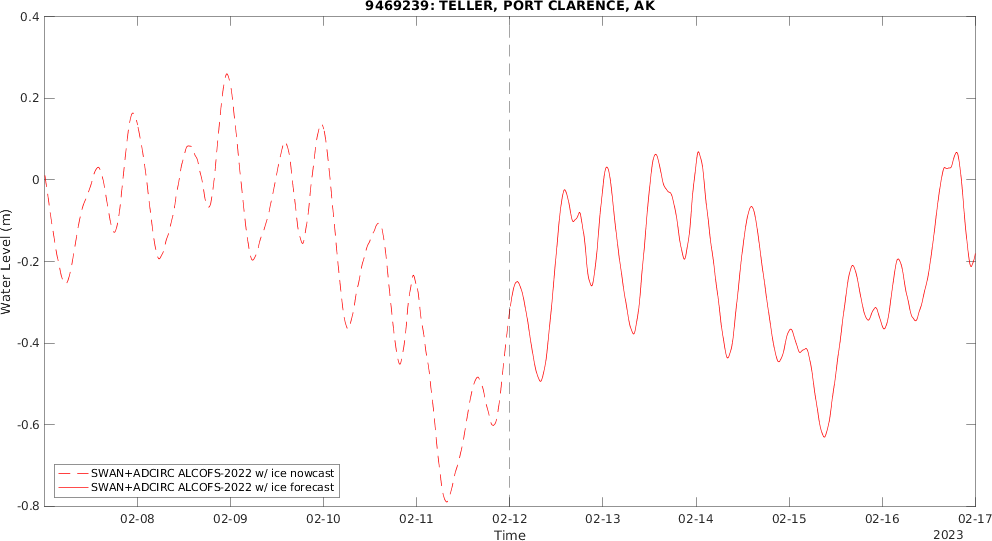 9469239: TELLER, PORT CLARENCE, AK
0.4
0.2
0
-0.2
-0.4
-0.6
-0.8
Water Level (m)
SWAN+ADCIRC ALCOFS-2022 w/ ice nowcast
SWAN+ADCIRC ALCOFS-2022 w/ ice forecast
02-08 02-09 02-10 02-11 02-12 02-13 02-14 02-15 02-16 02-17
Time
2023